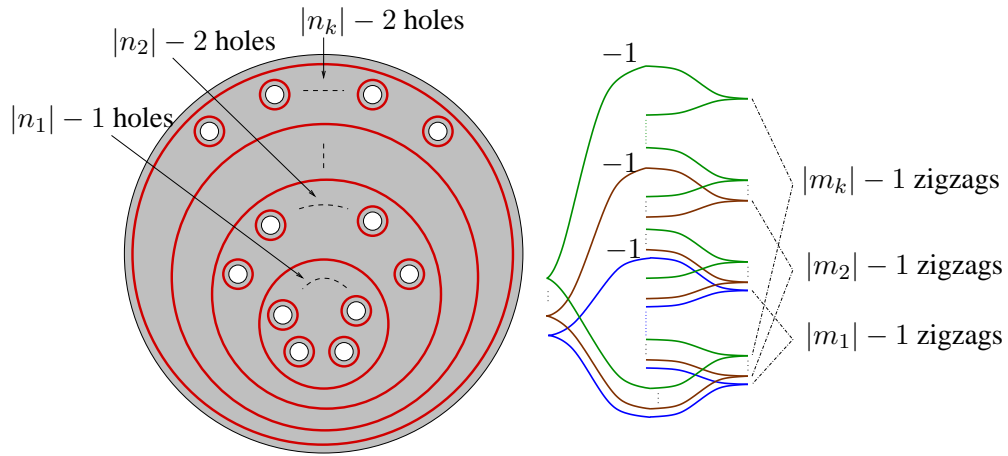 |n_k| − 2 holes
|n_2| − 2 holes
|n_1| − 1 holes
−1
−1
−1
|m_k| − 1 zigzags
|m_2| − 1 zigzags
|m_1| − 1 zigzags